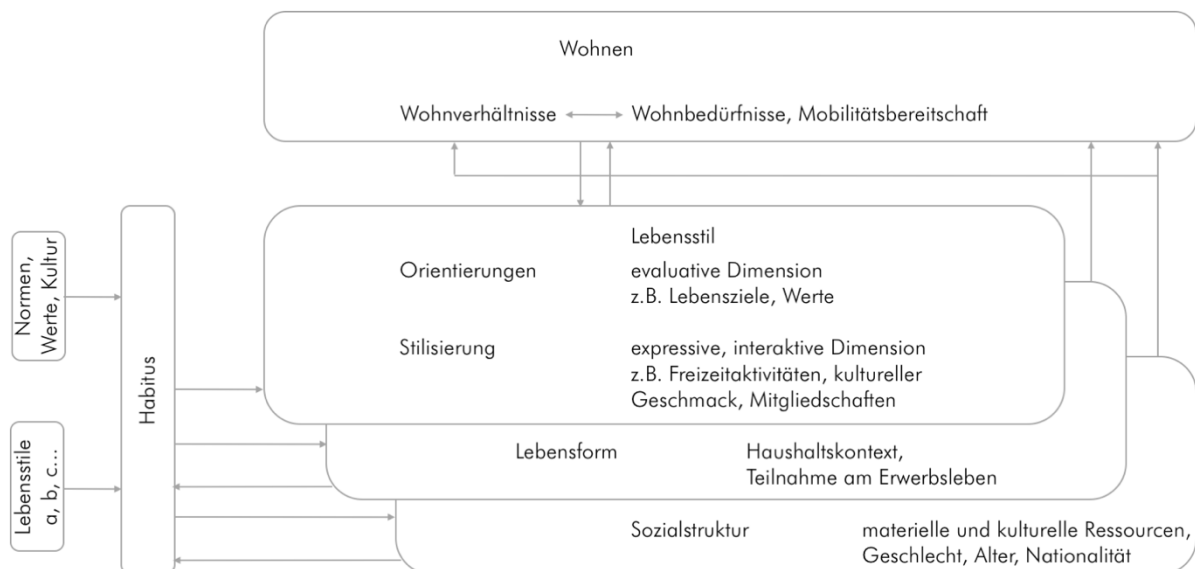 Wohnen
Wohnverhältnisse
Wohnbedürfnisse, Mobilitätsbereitschaft
Normen,
Werte, Kultur
Lebensstile
a, b, c...
Habitus
Lebensstil
Orientierungen
evaluative Dimension
z.B. Lebensziele, Werte
Stilisierung
expressive, interaktive Dimension
z.B. Freizeitaktivitäten, kultureller
Geschmack, Mitgliedschaften
Lebensform
Haushaltskontext,
Teilnahme am Erwerbsleben
Sozialstruktur
materielle und kulturelle Ressourcen,
Geschlecht, Alter, Nationalität